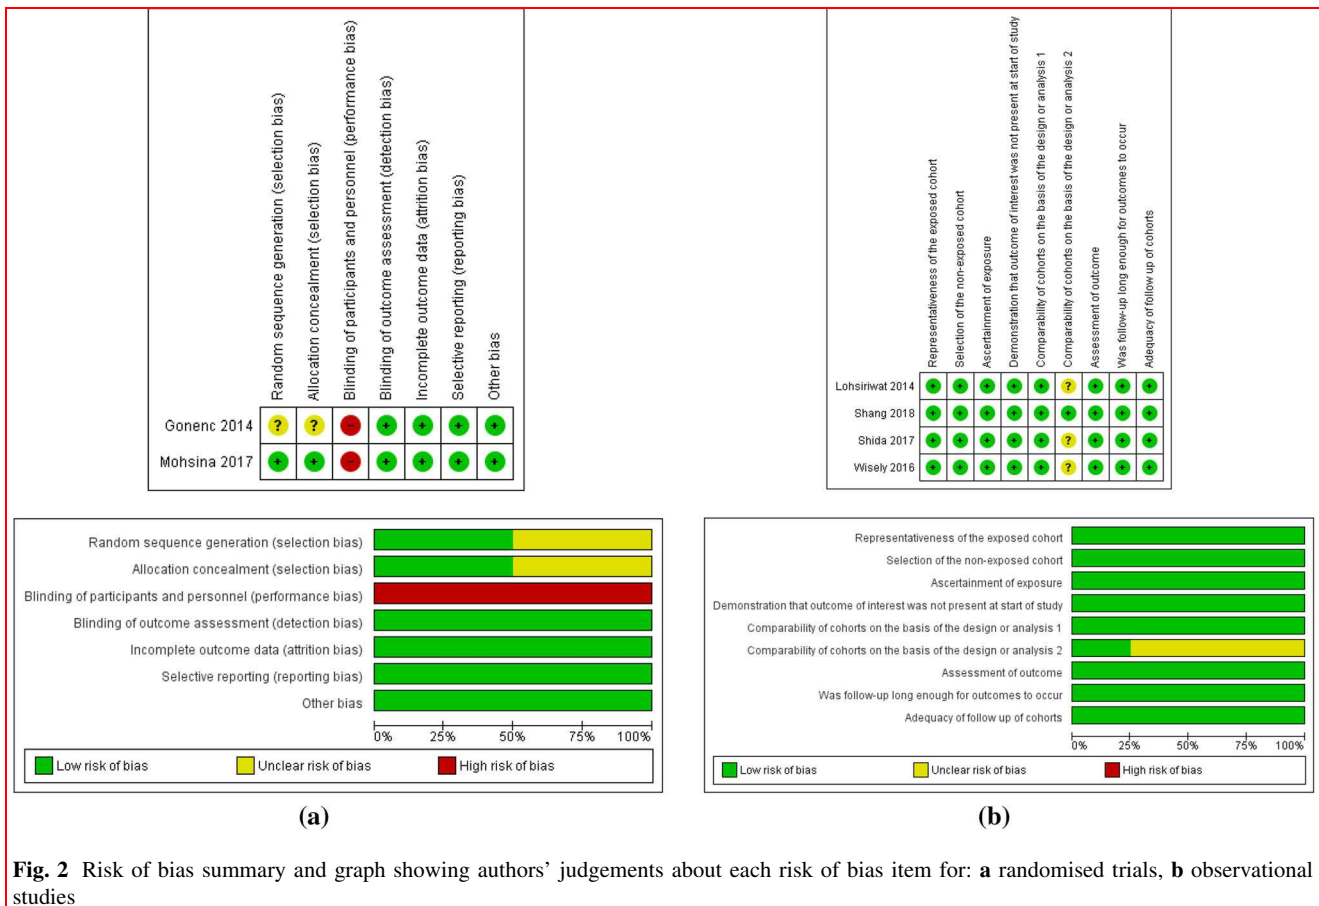 Random sequence generation (selection bias)
Allocation concealment (selection bias)
Blinding of participants and personnel (performance bias)
Blinding of outcome assessment (detection bias)
Incomplete outcome data (attrition bias)
Selective reporting (reporting bias)
Other bias
Gonenc 2014 ? ? - + + + +
Mohsina 2017 + + - + + + +
Random sequence generation (selection bias)
Allocation concealment (selection bias)
Blinding of participants and personnel (performance bias)
Blinding of outcome assessment (detection bias)
Incomplete outcome data (attrition bias)
Selective reporting (reporting bias)
Other bias
0% 25% 50% 75% 100%
Low risk of bias Unclear risk of bias High risk of bias
(a)
Representativeness of the exposed cohort
Selection of the non-exposed cohort
Ascertainment of exposure
Demonstration that outcome of interest was not present at start of study
Comparability of cohorts on the basis of the design or analysis 1
Comparability of cohorts on the basis of the design or analysis 2
Assessment of outcome
Was follow-up long enough for outcomes to occur
Adequacy of follow up of cohorts
Lohsiriwat 2014 + + + + + ? + + +
Shang 2018 + + + + + + + + +
Shida 2017 + + + + + ? + + +
Wisely 2016 + + + + + ? + + +
Representativeness of the exposed cohort
Selection of the non-exposed cohort
Ascertainment of exposure
Demonstration that outcome of interest was not present at start of study
Comparability of cohorts on the basis of the design or analysis 1
Comparability of cohorts on the basis of the design or analysis 2
Assessment of outcome
Was follow-up long enough for outcomes to occur
Adequacy of follow up of cohorts
0% 25% 50% 75% 100%
Low risk of bias Unclear risk of bias High risk of bias
(b)
Fig. 2 Risk of bias summary and graph showing authors' judgements about each risk of bias item for: a randomised trials, b observational
studies